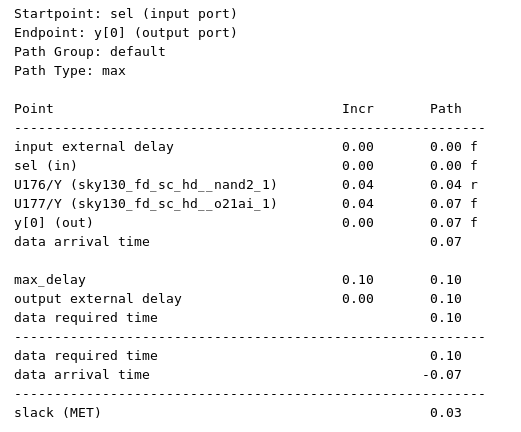 Startpoint: sel (input port)
Endpoint: y[0] (output port)
Path Group: default
Path Type: max
Point Incr Path
-----------------------------------------------------------
input external delay 0.00 0.00 f
sel (in) 0.00 0.00 f
U176/Y (sky130_fd_sc_hd__nand2_1) 0.04 0.04 r
U177/Y (sky130_fd_sc_hd__o21ai_1) 0.04 0.07 f
y[0] (out) 0.00 0.07 f
data arrival time 0.07
max_delay 0.10 0.10
output external delay 0.00 0.10
data required time 0.10
-----------------------------------------------------------
data required time 0.10
data arrival time -0.07
-----------------------------------------------------------
slack (MET) 0.03